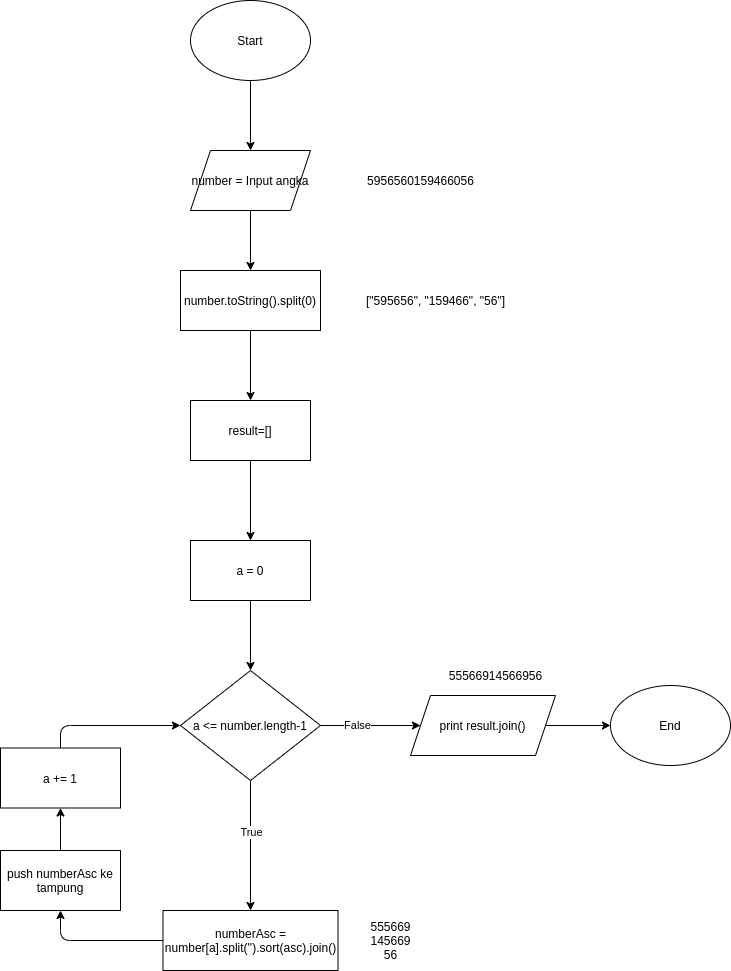 Start
number = Input angka
5956560159466056
number.toString().split(0)
["595656", "159466", "56"]
result=[]
a = 0
55566914566956
a <= number.length-1
False
print result.join()
End
a += 1
True
push numberAsc ke
tampung
numberAsc =
number[a].split('').sort(asc).join()
555669
145669
56